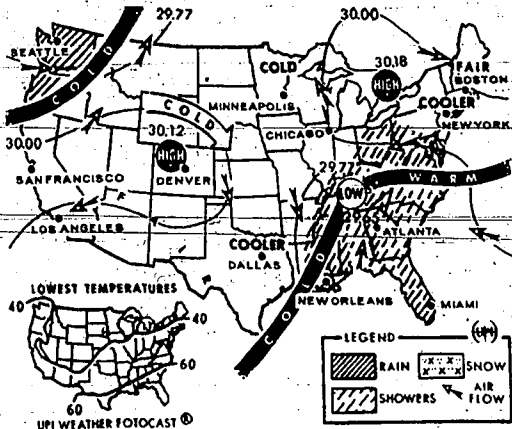 29.77
30.00
SEATTLE
COLD
COLD
30.18
HIGH
FAIR
BOSTON
MINNEAPOLIS
COOLER
NEW YORK
COLD
30.00
30.12
HIGH
CHICAGO
DENVER
SAN FRANCISCO
29.77
LOW
WARM
LOS ANGELES
ATLANTA
COOLER
DALLAS
COLD
NEW ORLEANS
MIAMI
LOWEST TEMPERATURES
40
40
60
60
UPI WEATHER FOTOCAST ®
LEGEND
UPI
RAIN
SNOW
SHOWERS
AIR
FLOW